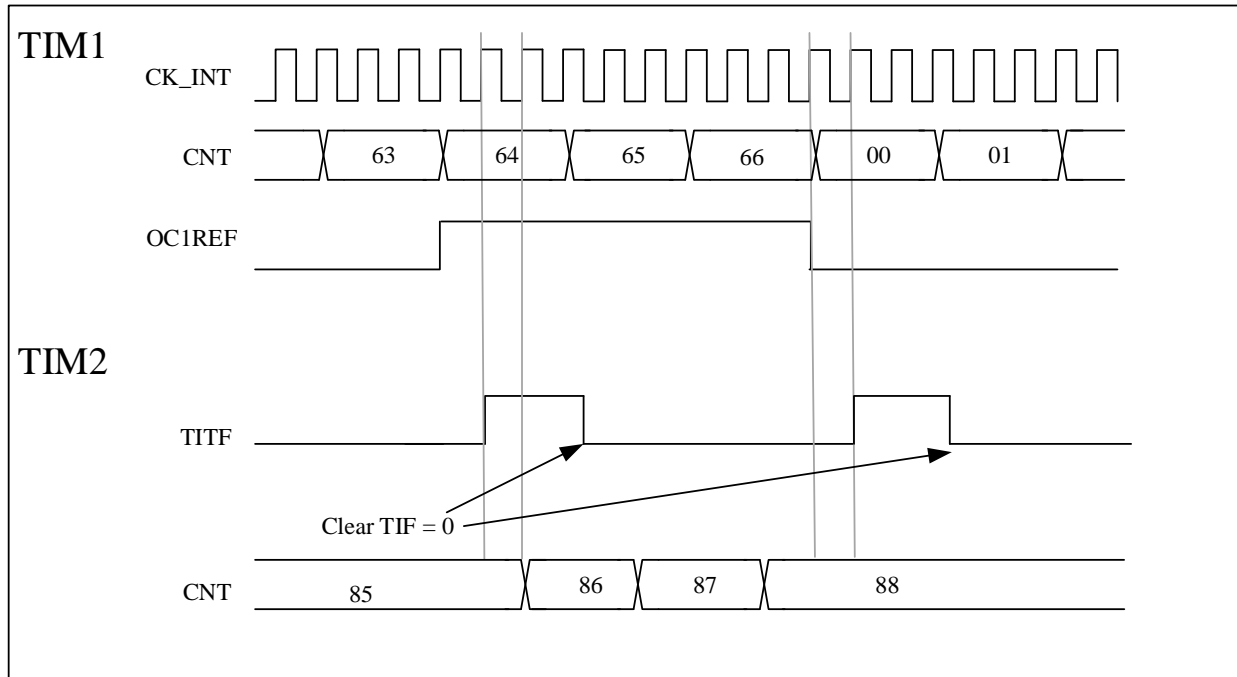 TIM1
CK_INT
CNT
63 64 65 66 00 01
OC1REF
TIM2
TITF
Clear TIF = 0
CNT
85 86 87 88